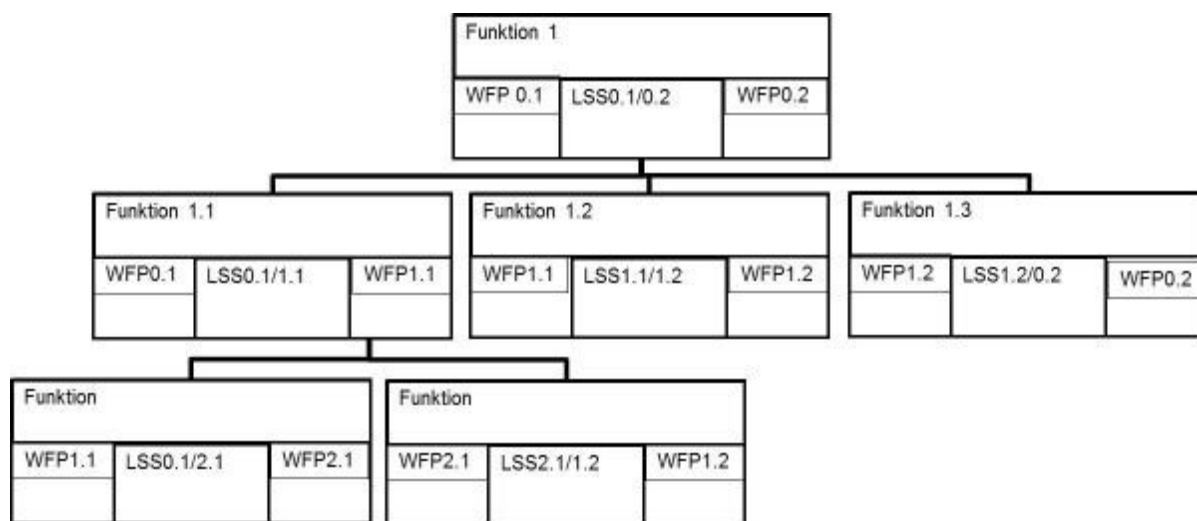 Funktion 1
WFP 0.1 LSS0.1/0.2 WFP0.2
Funktion 1.1 Funktion 1.2 Funktion 1.3
WFP0.1 LSS0.1/1.1 WFP1.1 WFP1.1 LSS1.1/1.2 WFP1.2 WFP1.2 LSS1.2/0.2 WFP0.2
Funktion Funktion
WFP1.1 LSS0.1/2.1 WFP2.1 WFP2.1 LSS2.1/1.2 WFP1.2